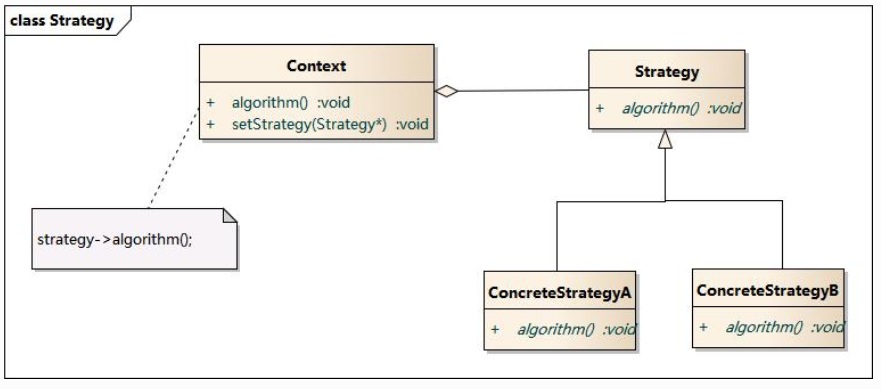 class Strategy
Context
+ algorithm() :void
+ setStrategy(Strategy*) :void
Strategy
+ algorithm() :void
strategy->algorithm();
ConcreteStrategyA
+ algorithm() :void
ConcreteStrategyB
+ algorithm() :void